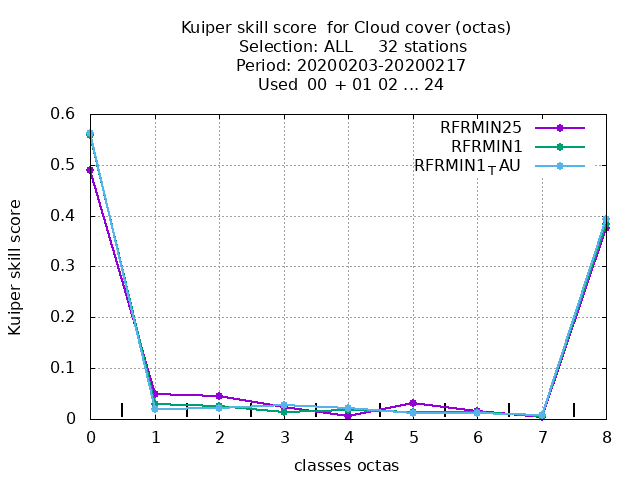 Kuiper skill score  for Cloud cover (octas)
Selection: ALL     32 stations
Period: 20200203-20200217
Used  00  + 01 02 ... 24
RFRMIN25
RFRMIN1
RFRMIN1TAU
0.6
0.5
0.4
0.3
0.2
0.1
0
Kuiper skill score
0 1 2 3 4 5 6 7 8
classes octas